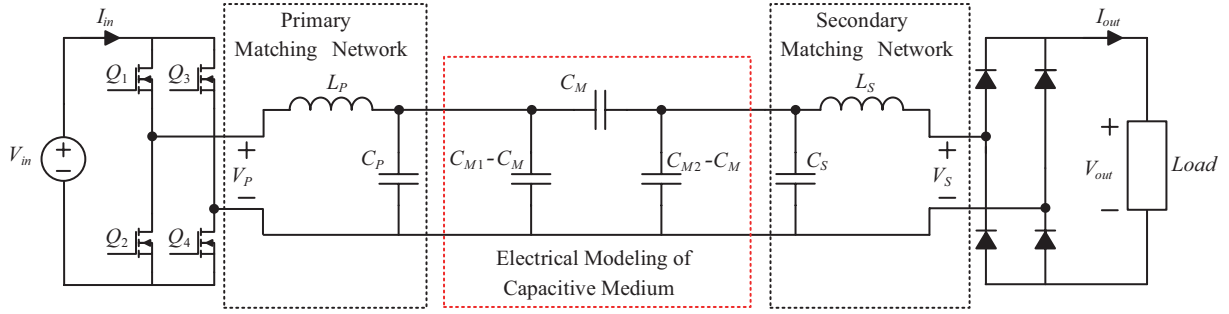 I_in
Primary
Matching Network
Secondary
Matching Network
I_out
Q_1
Q_3
L_P
C_M
L_S
V_in
+
−
+
V_P
−
C_P
C_M1-C_M
C_M2-C_M
C_S
+
V_S
−
+
V_out
−
Load
Q_2
Q_4
Electrical Modeling of
Capacitive Medium